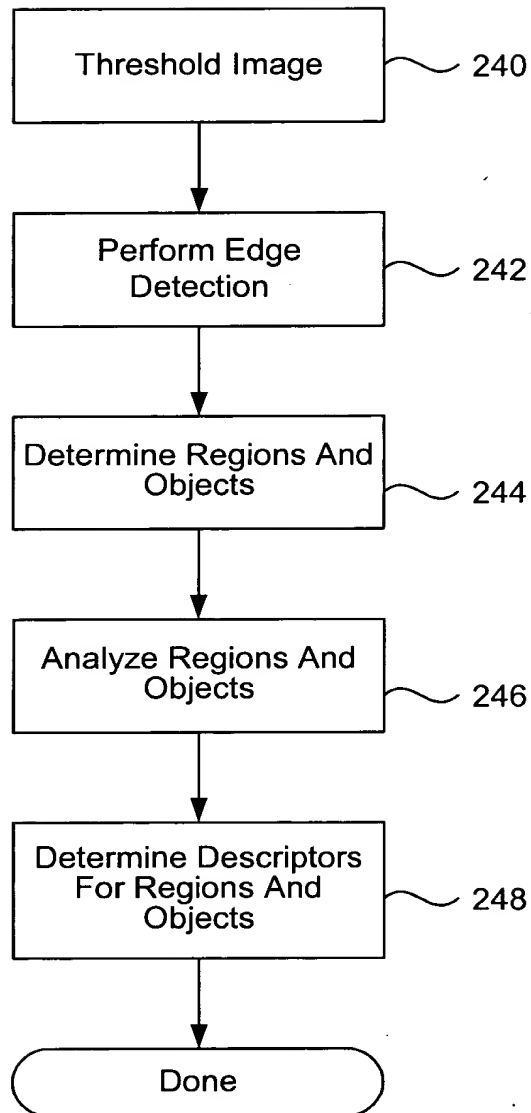 Threshold Image
240
Perform Edge
Detection
242
Determine Regions And
Objects
244
Analyze Regions And
Objects
246
Determine Descriptors
For Regions And
Objects
248
Done